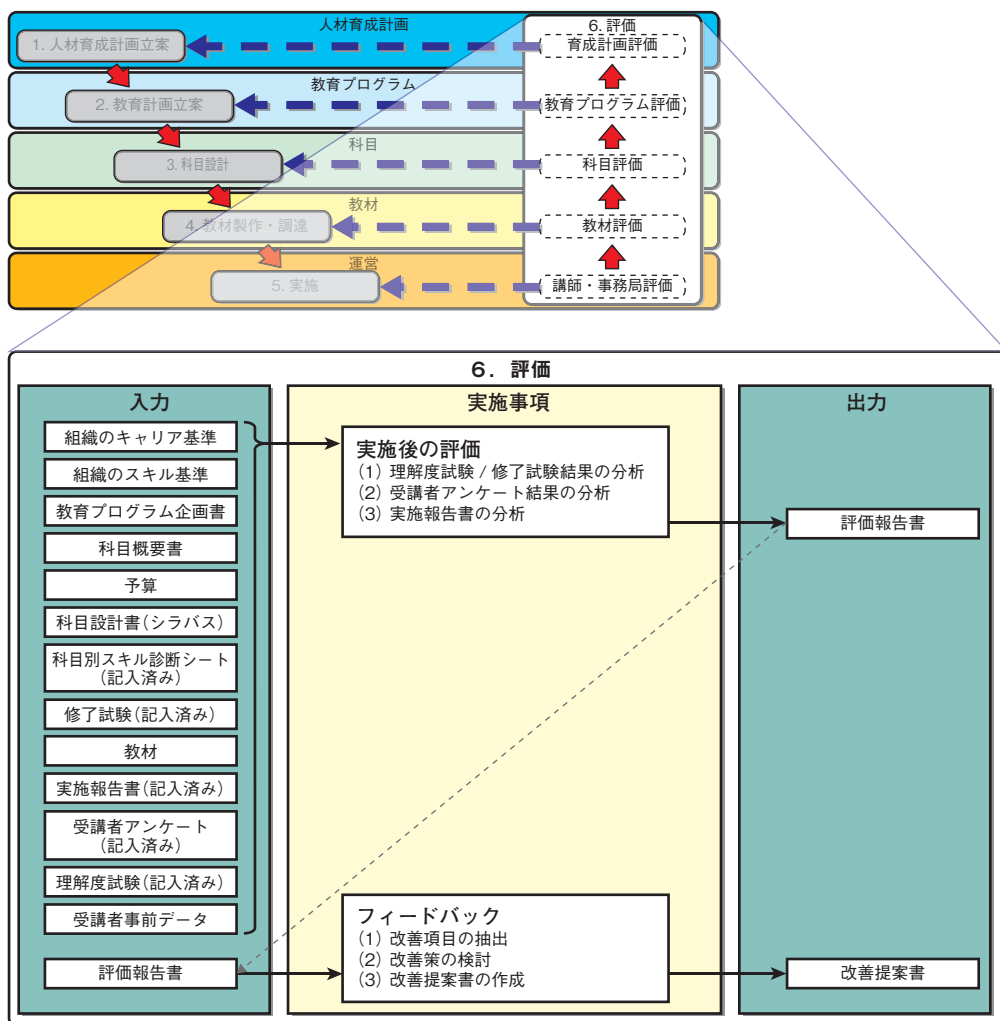 人材育成計画
6. 評価
1. 人材育成計画立案
育成計画評価
教育プログラム
2. 教育計画立案
教育プログラム評価
科目
3. 科目設計
科目評価
教材
4. 教材製作・調達
教材評価
運営
5. 実施
講師・事務局評価
6. 評価
入力
組織のキャリア基準
組織のスキル基準
教育プログラム企画書
科目概要書
予算
科目設計書(シラバス)
科目別スキル診断シート
(記入済み)
修了試験(記入済み)
教材
実施報告書(記入済み)
受講者アンケート
(記入済み)
理解度試験(記入済み)
受講者事前データ
評価報告書
実施事項
実施後の評価
(1) 理解度試験 / 修了試験結果の分析
(2) 受講者アンケート結果の分析
(3) 実施報告書の分析
フィードバック
(1) 改善項目の抽出
(2) 改善策の検討
(3) 改善提案書の作成
出力
評価報告書
改善提案書